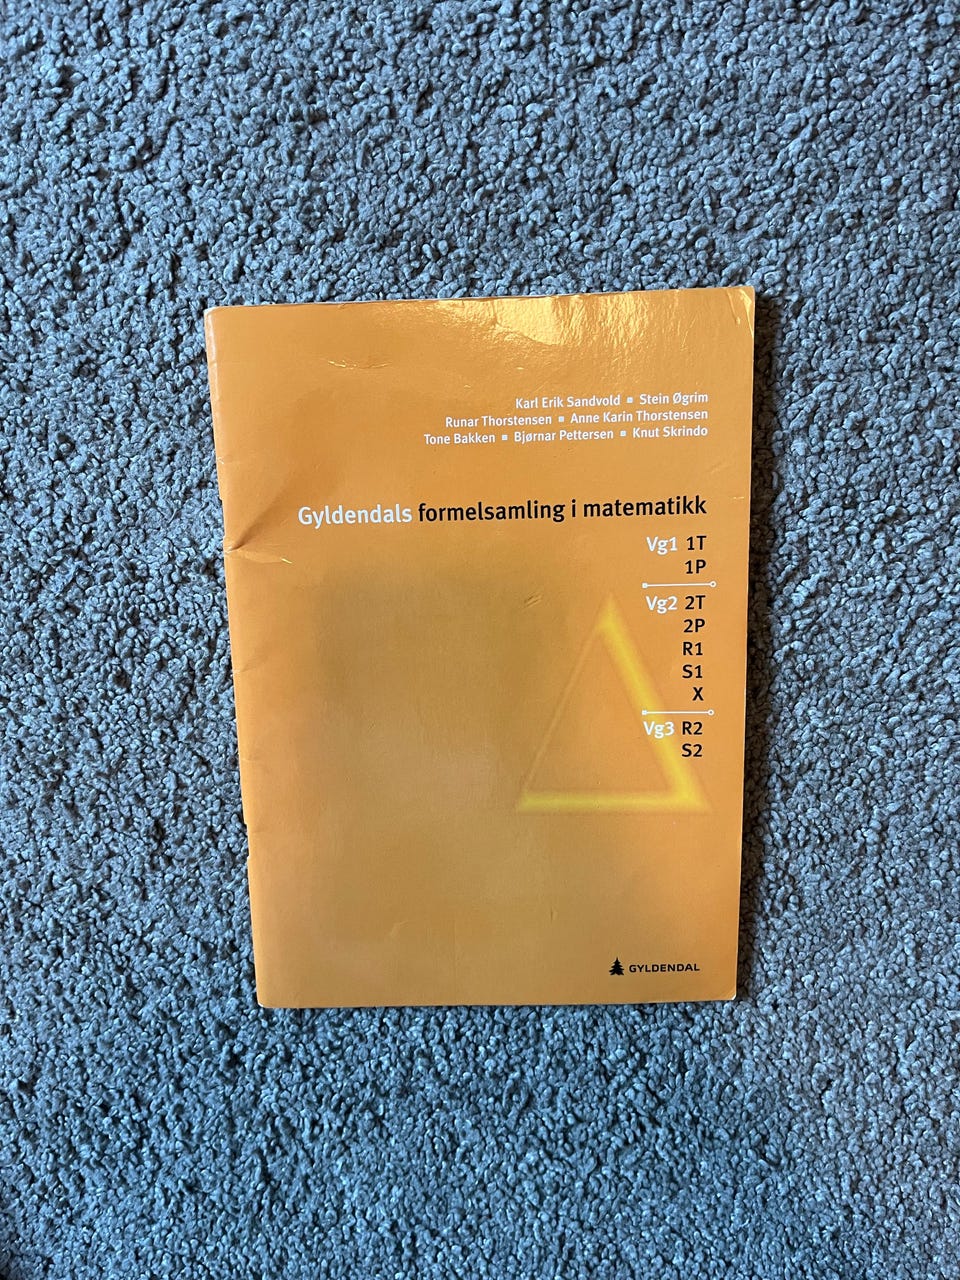 Karl Erik Sandvold ▪ Stein Øgrim
Runar Thorstensen ▪ Anne Karin Thorstensen
Tone Bakken ▪ Bjørnar Pettersen ▪ Knut Skrindo
Gyldendals formelsamling i matematikk
Vg1 1T
1P
Vg2 2T
2P
R1
S1
X
Vg3 R2
S2
GYLDENDAL